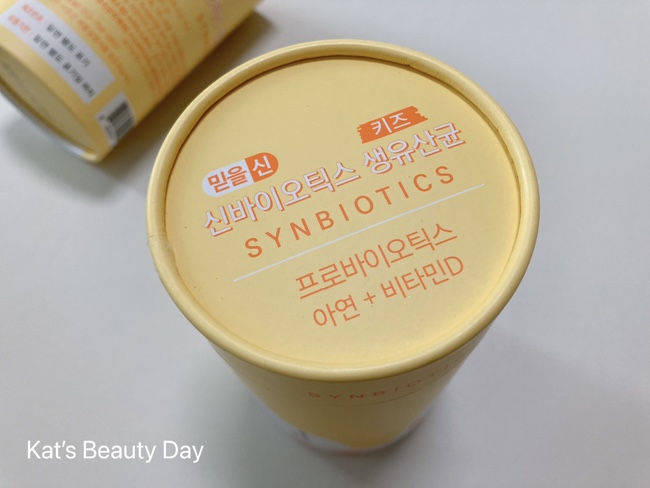 키즈
믿을신
신바이오틱스 생유산균
SYNBIOTICS
프로바이오틱스
아연 + 비타민D
SYNBIOTI
Kat's Beauty Day